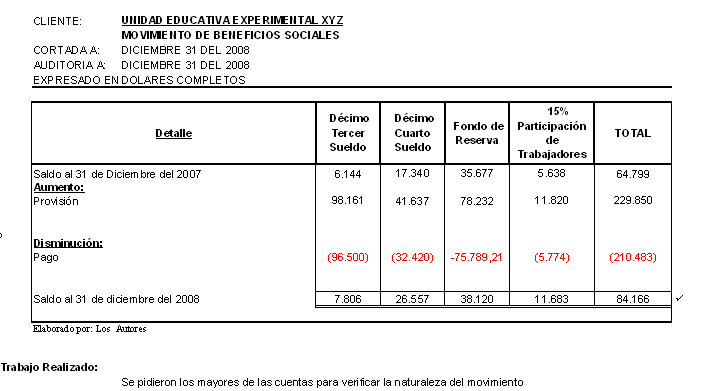 CLIENTE: UNIDAD EDUCATIVA EXPERIMENTAL XYZ
MOVIMIENTO DE BENEFICIOS SOCIALES
CORTADA A: DICIEMBRE 31 DEL 2008
AUDITORIA A: DICIEMBRE 31 DEL 2008
EXPRESADO EN DOLARES COMPLETOS
Detalle
Décimo Tercer Sueldo
Décimo Cuarto Sueldo
Fondo de Reserva
15% Participación de Trabajadores
TOTAL
Saldo al 31 de Diciembre del 2007 6.144 17.340 35.677 5.638 64.799
Aumento:
Provisión 98.161 41.637 78.232 11.820 229.850
Disminución:
Pago (96.500) (32.420) -75.789,21 (5.774) (210.483)
Saldo al 31 de diciembre del 2008 7.806 26.557 38.120 11.683 84.166 ✓
Elaborado por: Los Autores
Trabajo Realizado:
Se pidieron los mayores de las cuentas para verificar la naturaleza del movimiento